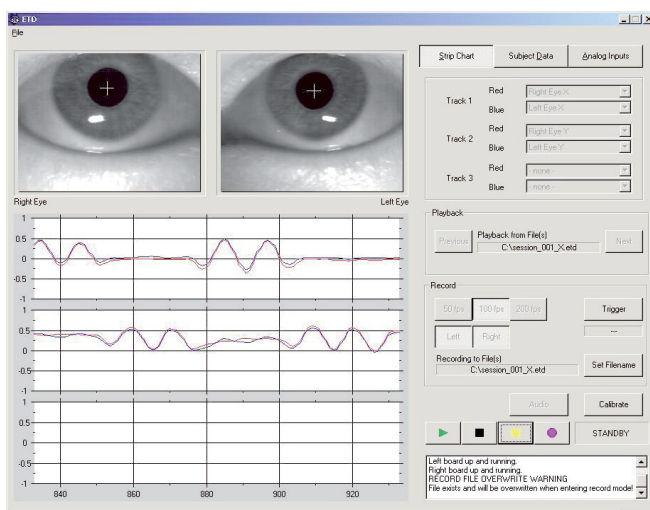 ETD
File
Right Eye
Left Eye
1
0.5
0
-0.5
-1
1
0.5
0
-0.5
-1
1
0.5
0
-0.5
-1
840 860 880 900 920
Strip Chart Subject Data Analog Inputs
Track 1 Red Right Eye X
Blue Left Eye X
Track 2 Red Right Eye Y
Blue Left Eye Y
Track 3 Red - none -
Blue - none -
Playback
Previous Playback from File(s) Next
C:\session_001_X.etd
Record
50 fps 100 fps 200 fps Trigger
Left Right ---
Recording to File(s)
C:\session_001_X.etd Set Filename
Audio Calibrate
STANDBY
Left board up and running.
Right board up and running.
RECORD FILE OVERWRITE WARNING
File exists and will be overwritten when entering record mode!